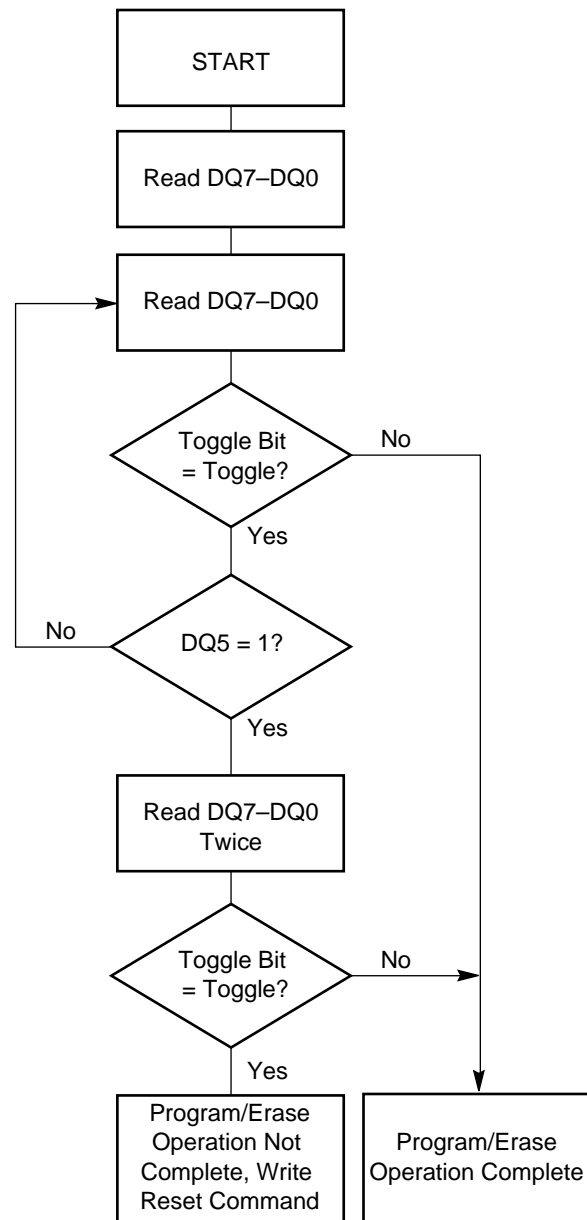 START
Read DQ7–DQ0
Read DQ7–DQ0
Toggle Bit
= Toggle?
No
Yes
No
DQ5 = 1?
Yes
Read DQ7–DQ0
Twice
Toggle Bit
= Toggle?
No
Yes
Program/Erase
Operation Not
Complete, Write
Reset Command
Program/Erase
Operation Complete